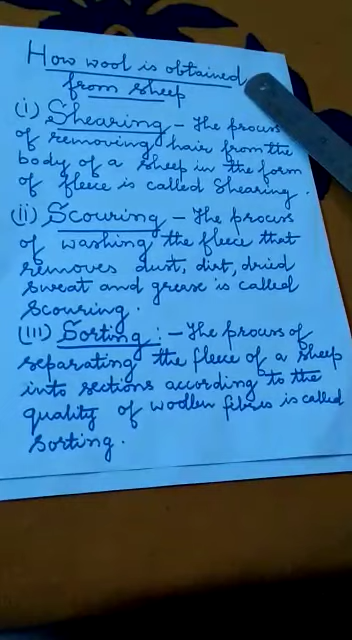 How wool is obtained
from sheep
(i) Shearing - The process
of removing hair from the
body of a sheep in the form
of fleece is called Shearing.
(ii) Scouring - The process
of washing the fleece that
removes dust, dirt, dried
sweat and grease is called
Scouring.
(III) Sorting :- The process of
separating the fleece of a sheep
into sections according to the
quality of woollen fibres is called
Sorting.